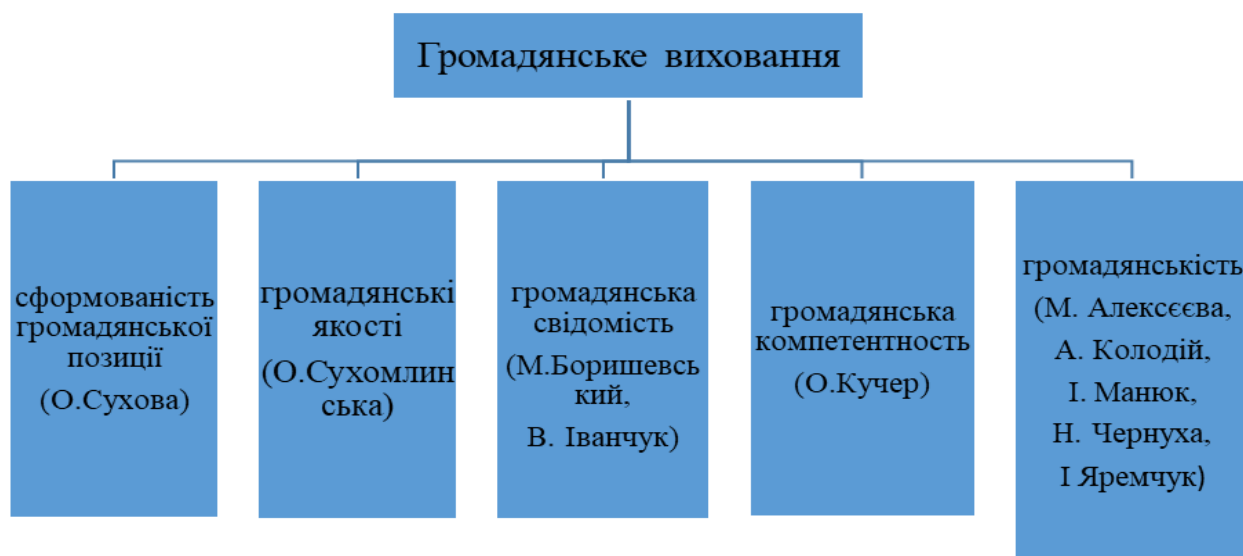 Громадянське виховання
сформованість
громадянської
позиції
(О.Сухова)
громадянські
якості
(О.Сухомлин
ська)
громадянська
свідомість
(М.Боришевсь
кий,
В. Іванчук)
громадянська
компетентность
(О.Кучер)
громадянськість
(М. Алексєєва,
А. Колодій,
І. Манюк,
Н. Чернуха,
І Яремчук)